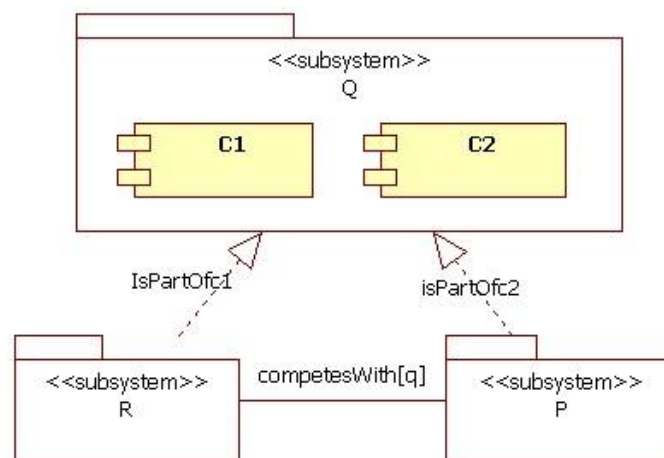 <<subsystem>>
Q
C1
C2
IsPartOfc1
isPartOfc2
<<subsystem>>
R
competesWith[q]
<<subsystem>>
P